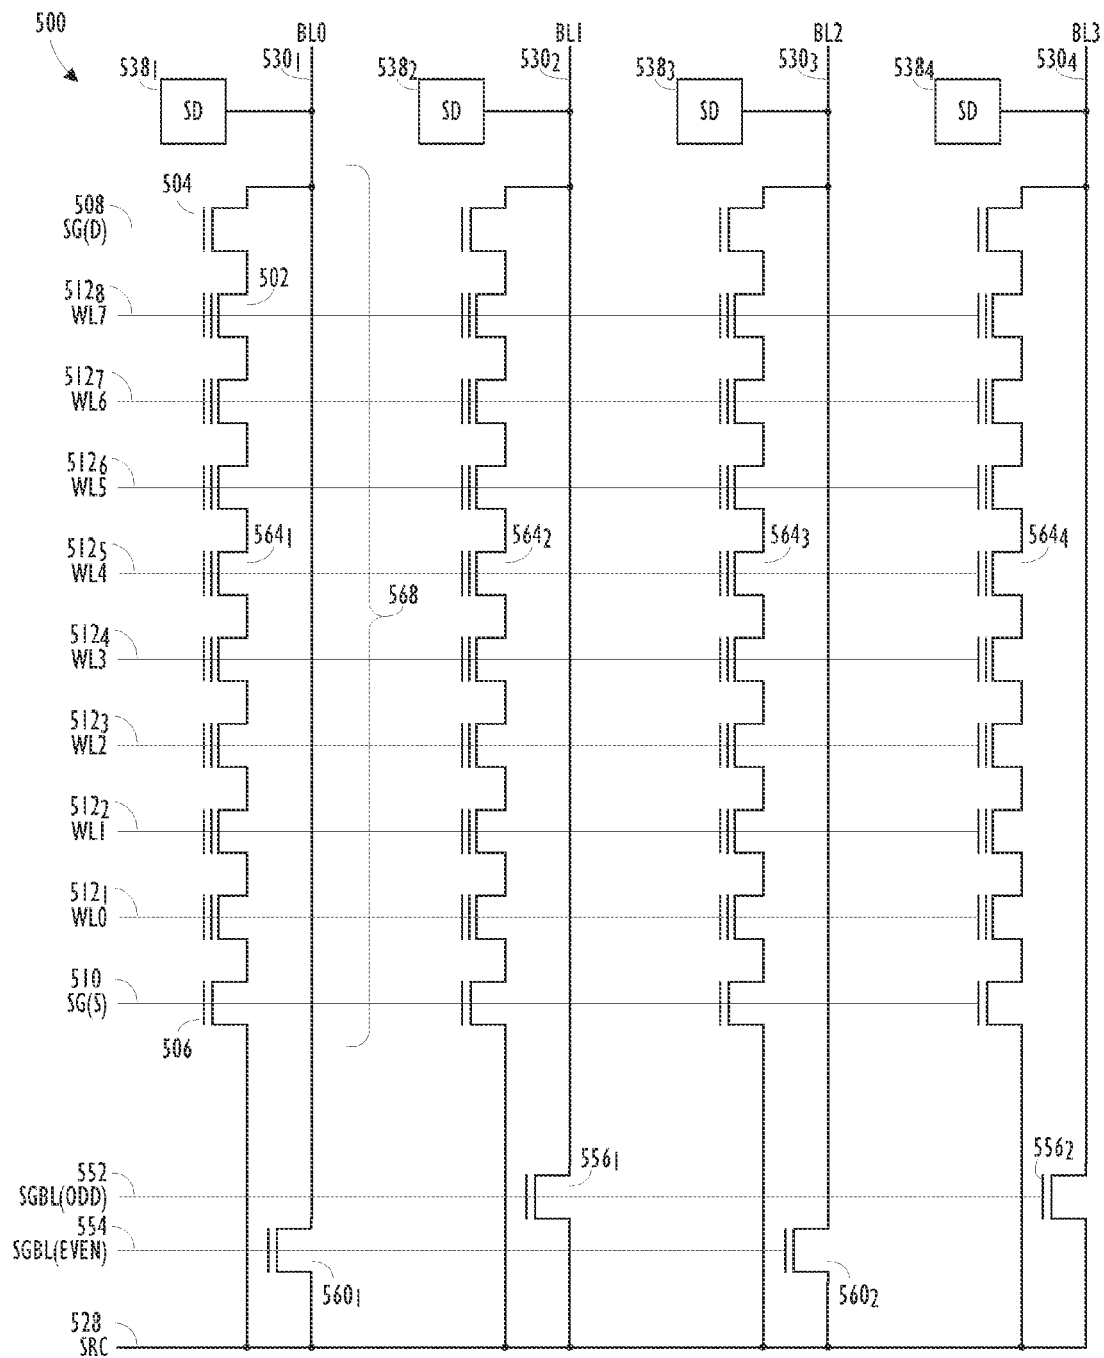 500
BL0 BL1 BL2 BL3
538₁ 530₁ 538₂ 530₂ 538₃ 530₃ 538₄ 530₄
SD SD SD SD
504
508
SG(D)
502
512₈
WL7
512₇
WL6
512₆
WL5
564₁ 564₂ 564₃ 564₄
512₅
WL4
568
512₄
WL3
512₃
WL2
512₂
WL1
512₁
WL0
510
SG(S)
506
556₁ 556₂
552
SGBL(ODD)
554
SGBL(EVEN)
560₁ 560₂
528
SRC